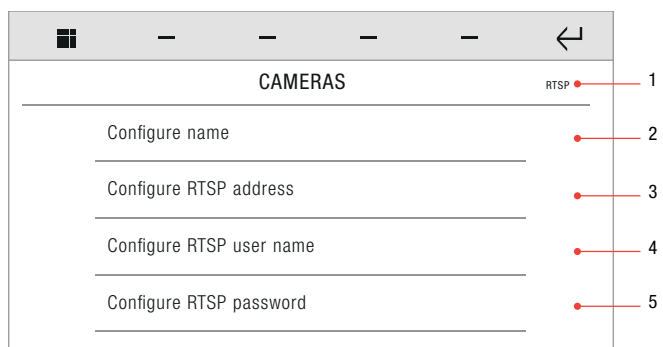 CAMERAS
RTSP 1
Configure name 2
Configure RTSP address 3
Configure RTSP user name 4
Configure RTSP password 5